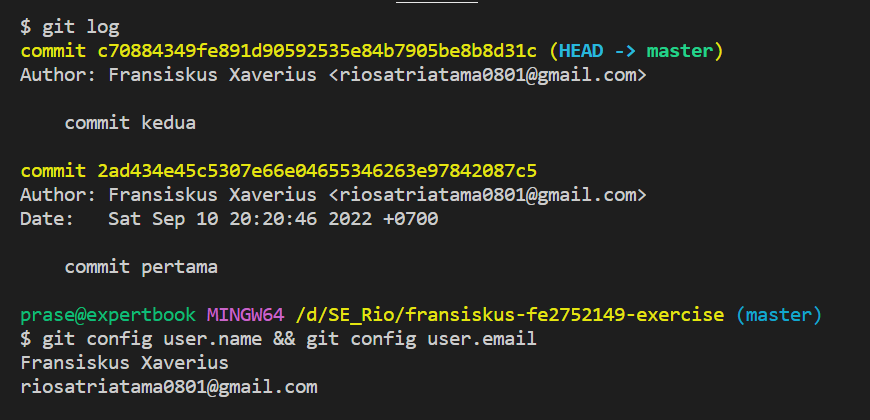 $ git log
commit c70884349fe891d90592535e84b7905be8b8d31c (HEAD -> master)
Author: Fransiskus Xaverius <riosatriatama0801@gmail.com>
commit kedua
commit 2ad434e45c5307e66e04655346263e97842087c5
Author: Fransiskus Xaverius <riosatriatama0801@gmail.com>
Date:   Sat Sep 10 20:20:46 2022 +0700
commit pertama
prase@expertbook MINGW64 /d/SE_Rio/fransiskus-fe2752149-exercise (master)
$ git config user.name && git config user.email
Fransiskus Xaverius
riosatriatama0801@gmail.com